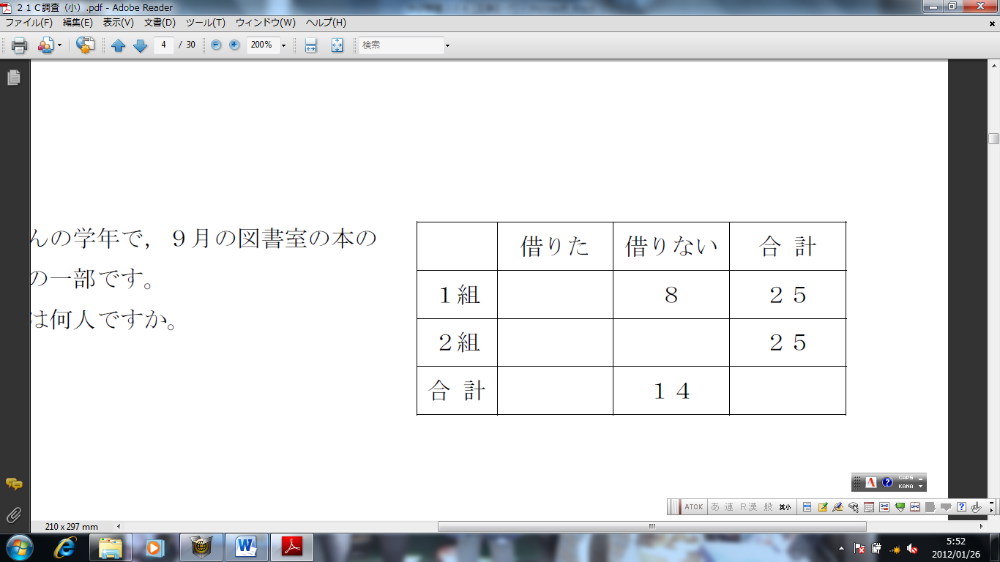 ２１Ｃ調査（小）.pdf - Adobe Reader
ファイル(F) 編集(E) 表示(V) 文書(D) ツール(T) ウィンドウ(W) ヘルプ(H)
4 / 30 200% 検索
んの学年で，９月の図書室の本の
の一部です。
は何人ですか。
借りた 借りない 合 計
１組 ８ ２５
２組 ２５
合 計 １４
CAPS
KANA
ATOK あ 連 Ｒ漢 般 英小
210 x 297 mm
5:52
2012/01/26